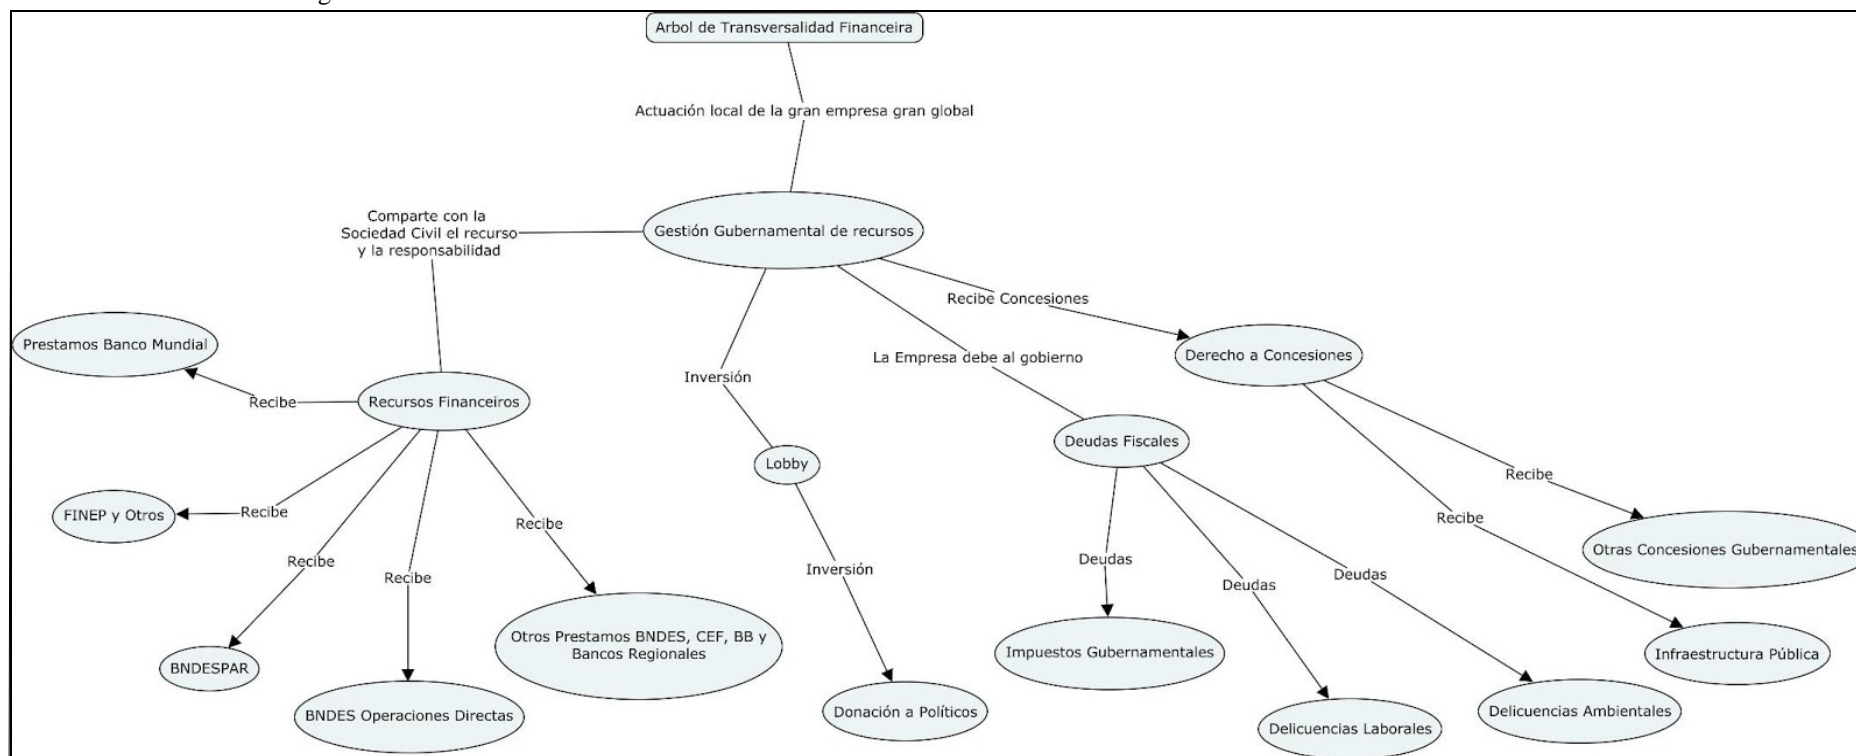 Arbol de Transversalidad Financeira
Actuación local de la gran empresa gran global
Comparte con la
Sociedad Civil el recurso
y la responsabilidad
Gestión Gubernamental de recursos
Recibe Concesiones
Prestamos Banco Mundial
Derecho a Concesiones
La Empresa debe al gobierno
Inversión
Recibe
Recursos Financeiros
Deudas Fiscales
Lobby
Recibe
FINEP y Otros
Recibe
Recibe
Recibe
Otras Concesiones Gubernamentales
Recibe
Recibe
Inversión
Deudas
Deudas
Deudas
Otros Prestamos BNDES, CEF, BB y
Bancos Regionales
Impuestos Gubernamentales
Infraestructura Pública
BNDESPAR
BNDES Operaciones Directas
Donación a Políticos
Delicuencias Laborales
Delicuencias Ambientales